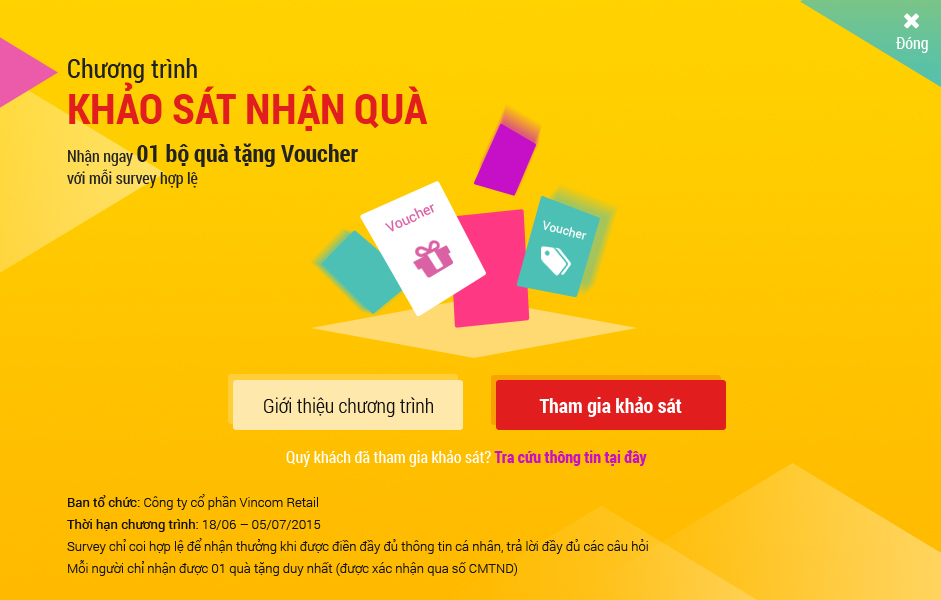 Đóng
Chương trình
KHẢO SÁT NHẬN QUÀ
Nhận ngay 01 bộ quà tặng Voucher
với mỗi survey hợp lệ
Voucher
Voucher
Giới thiệu chương trình
Tham gia khảo sát
Quý khách đã tham gia khảo sát? Tra cứu thông tin tại đây
Ban tổ chức: Công ty cổ phần Vincom Retail
Thời hạn chương trình: 18/06 – 05/07/2015
Survey chỉ coi hợp lệ để nhận thưởng khi được điền đầy đủ thông tin cá nhân, trả lời đầy đủ các câu hỏi
Mỗi người chỉ nhận được 01 quà tặng duy nhất (được xác nhận qua số CMTND)